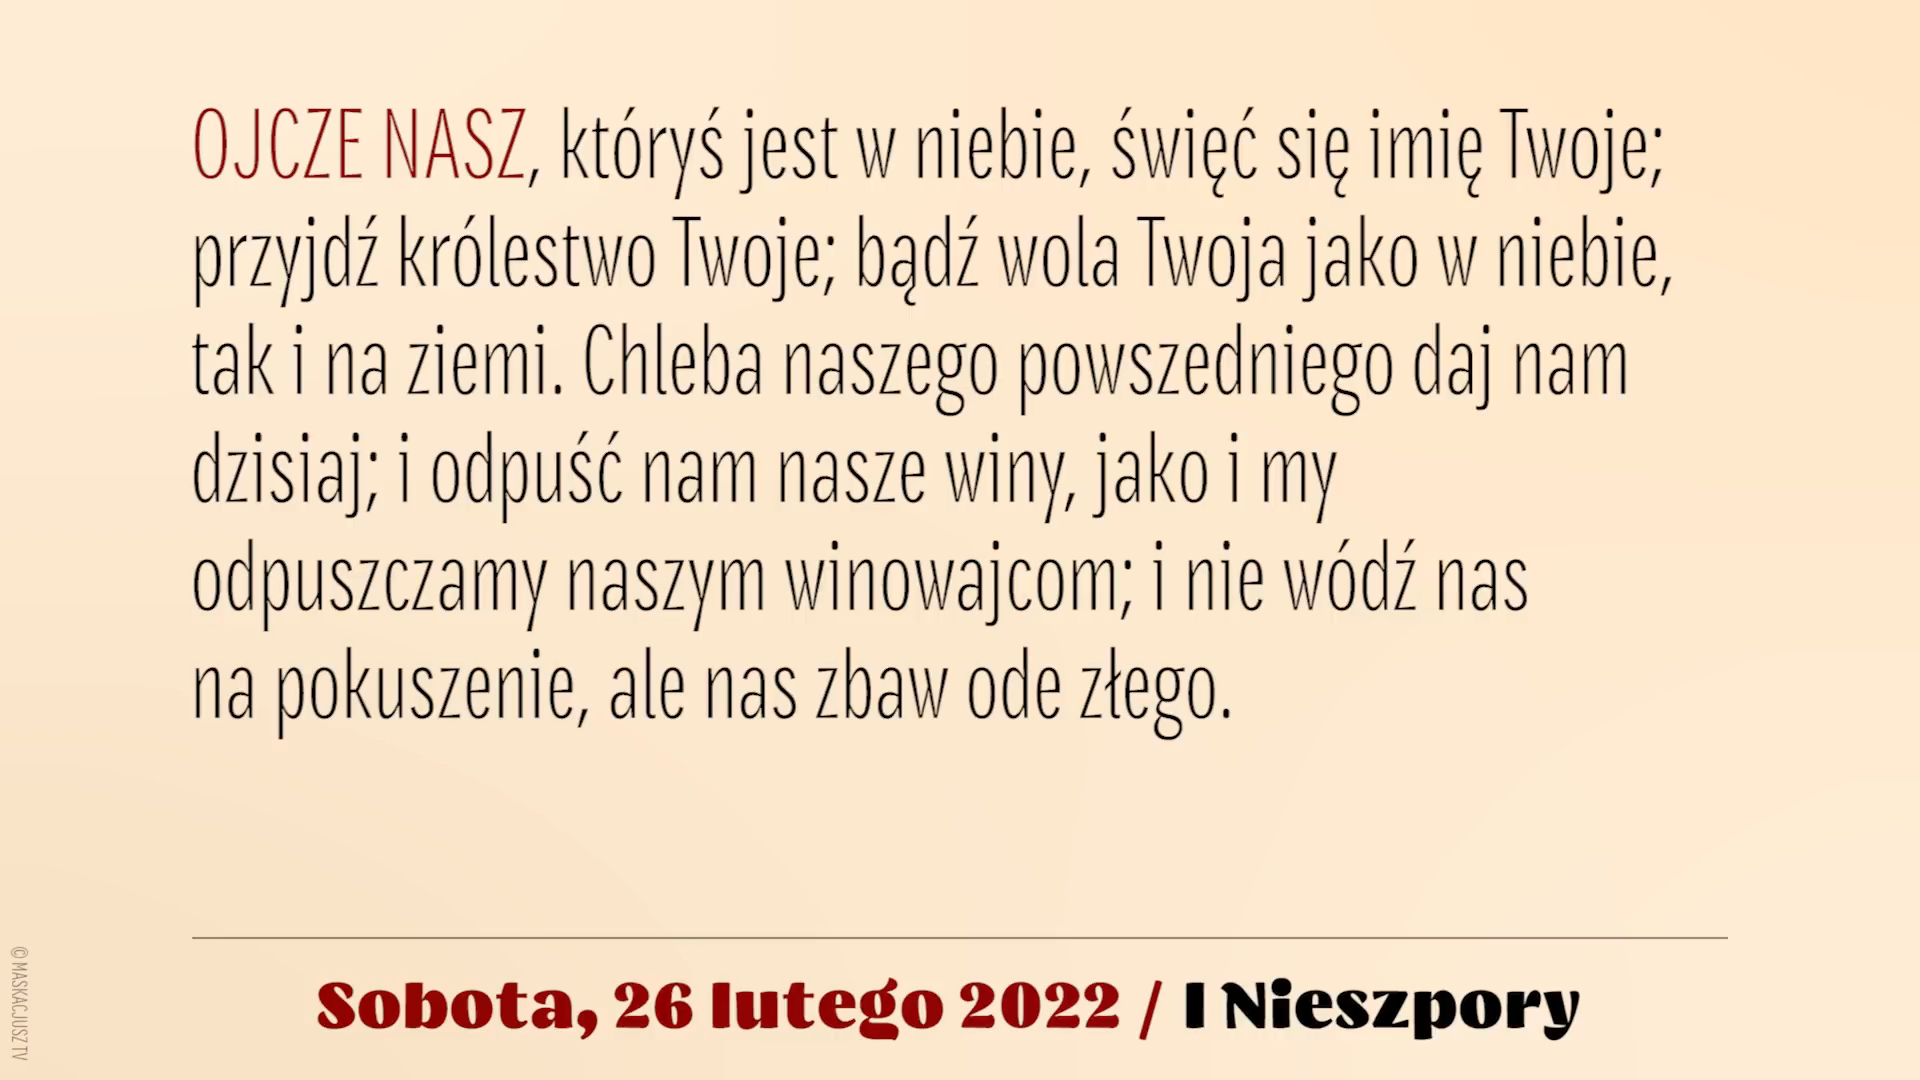 OJCZE NASZ, któryś jest w niebie, święć się imię Twoje;
przyjdź królestwo Twoje; bądź wola Twoja jako w niebie,
tak i na ziemi. Chleba naszego powszedniego daj nam
dzisiaj; i odpuść nam nasze winy, jako i my
odpuszczamy naszym winowajcom; i nie wódź nas
na pokuszenie, ale nas zbaw ode złego.
Sobota, 26 lutego 2022 / I Nieszpory
© MASKACJUSZ TV